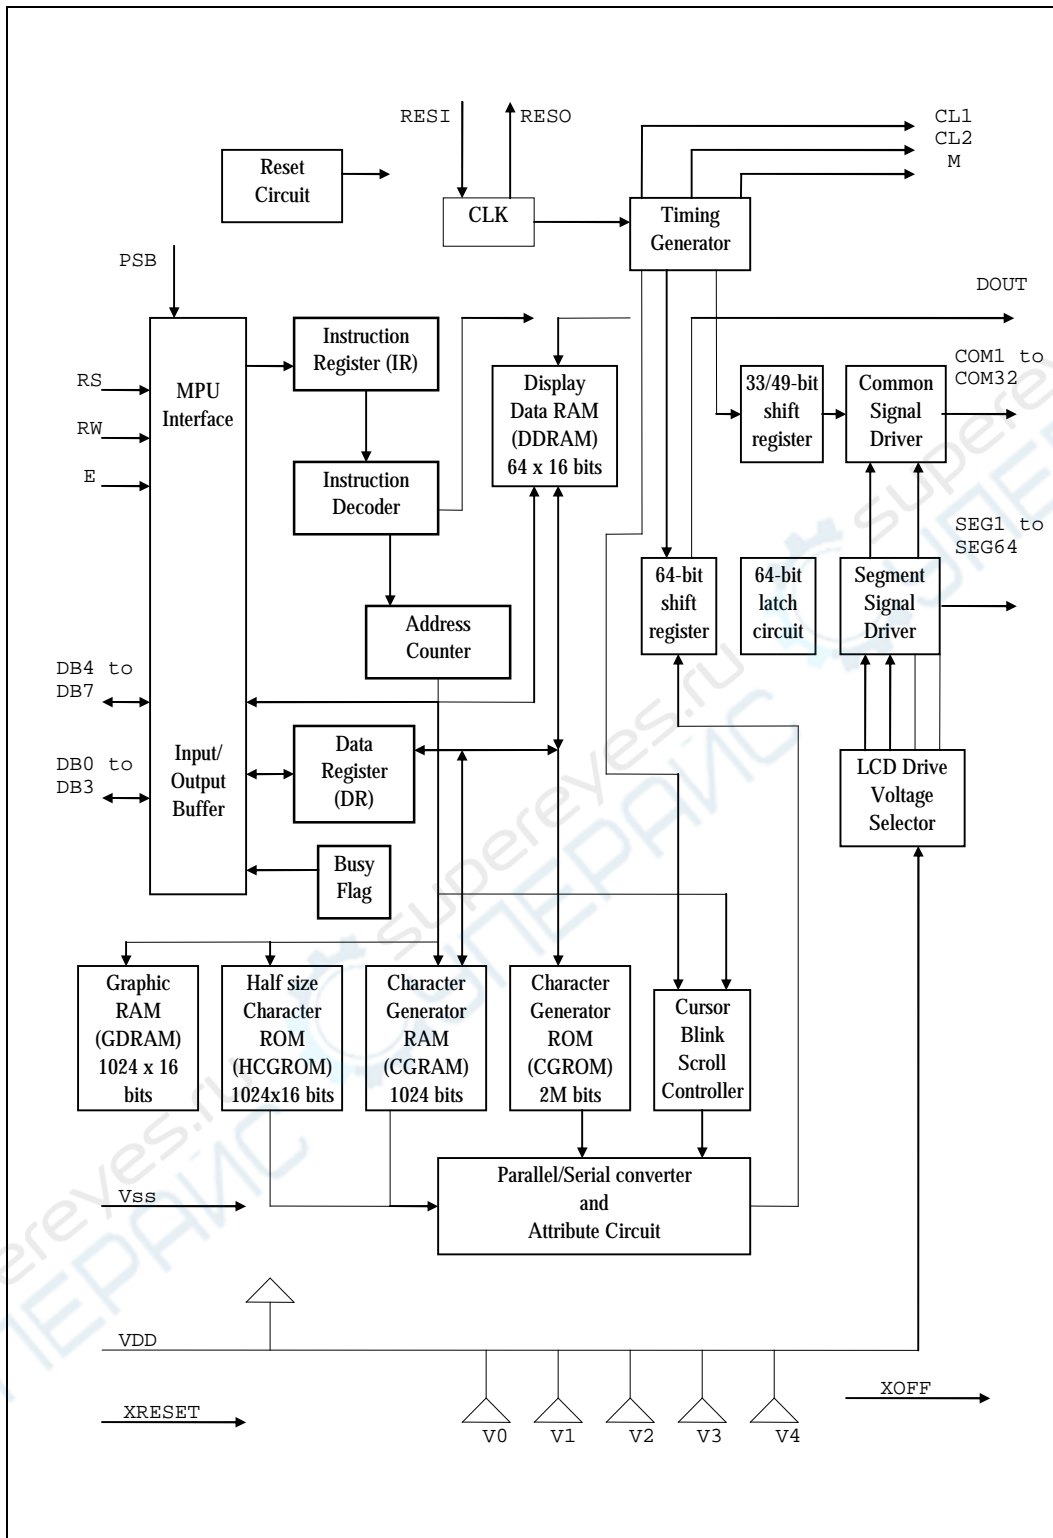 RESI
RESO
CL1
CL2
M
Reset
Circuit
CLK
Timing
Generator
PSB
DOUT
MPU
Interface
Instruction
Register (IR)
Display
Data RAM
(DDRAM)
64 x 16 bits
33/49-bit
shift
register
Common
Signal
Driver
COM1 to
COM32
RS
RW
E
Instruction
Decoder
SEG1 to
SEG64
64-bit
shift
register
64-bit
latch
circuit
Segment
Signal
Driver
Address
Counter
DB4 to
DB7
DB0 to
DB3
Input/
Output
Buffer
Data
Register
(DR)
LCD Drive
Voltage
Selector
Busy
Flag
Graphic
RAM
(GDRAM)
1024 x 16
bits
Half size
Character
ROM
(HCGROM)
1024x16 bits
Character
Generator
RAM
(CGRAM)
1024 bits
Character
Generator
ROM
(CGROM)
2M bits
Cursor
Blink
Scroll
Controller
Parallel/Serial converter
and
Attribute Circuit
Vss
VDD
XRESET
V0
V1
V2
V3
V4
XOFF
supereyes.ru
СУПЕРАЙС